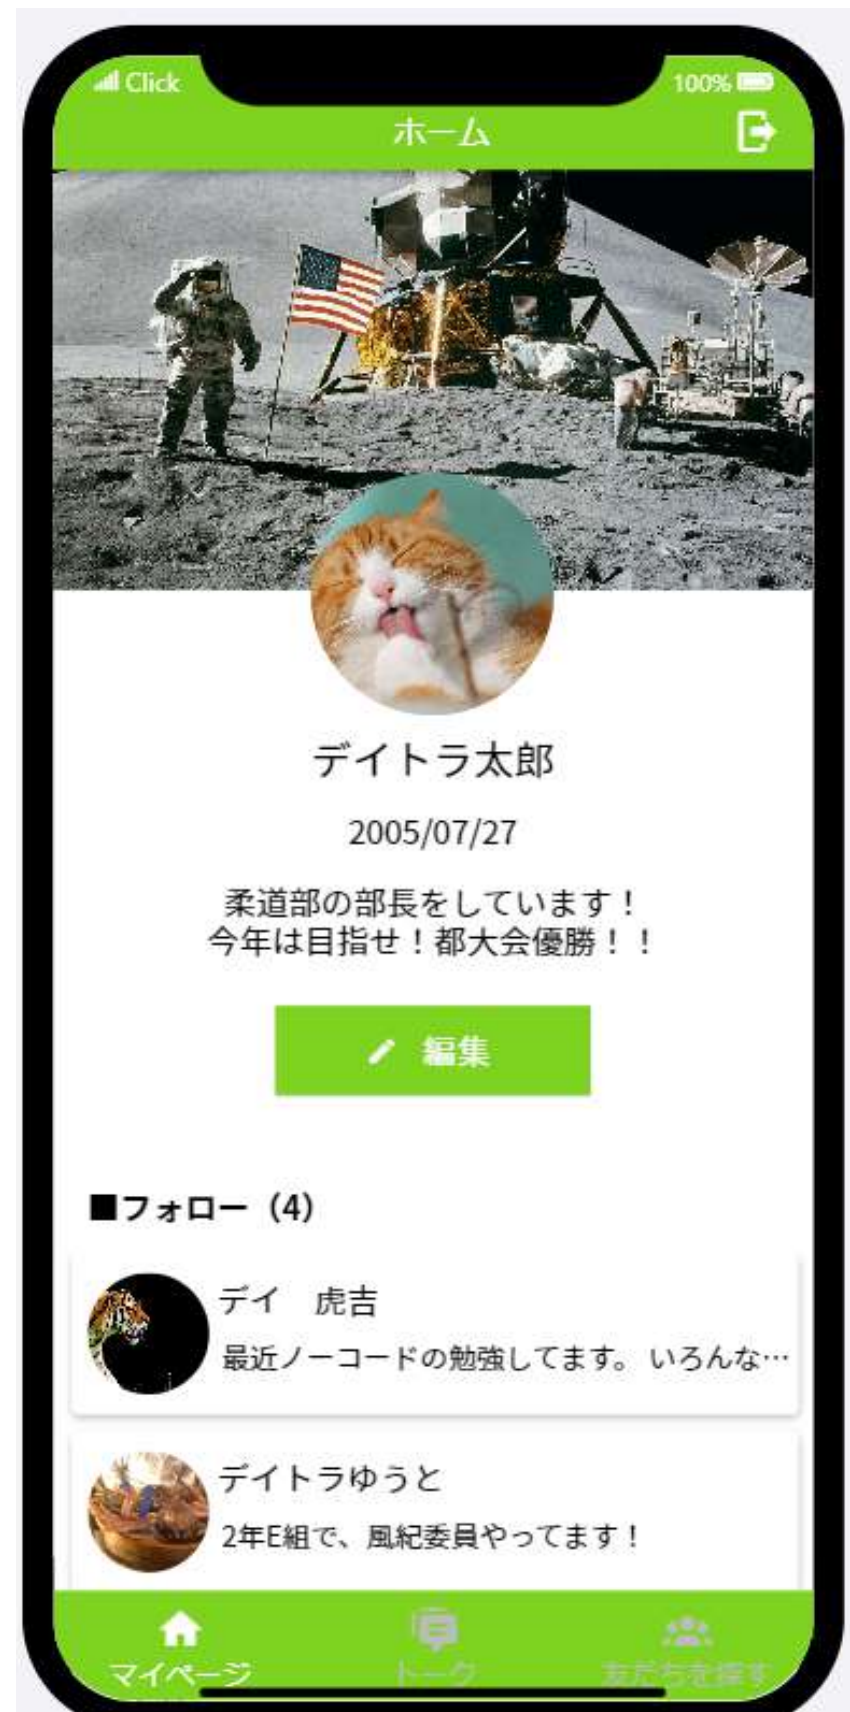 Click
100%
ホーム
デイトラ太郎
2005/07/27
柔道部の部長をしています！
今年は目指せ！都大会優勝！！
編集
■フォロー（4）
デイ　虎吉
最近ノーコードの勉強してます。 いろんな…
デイトラゆうと
2年E組で、風紀委員やってます！
マイページ
トーク
友だちを探す